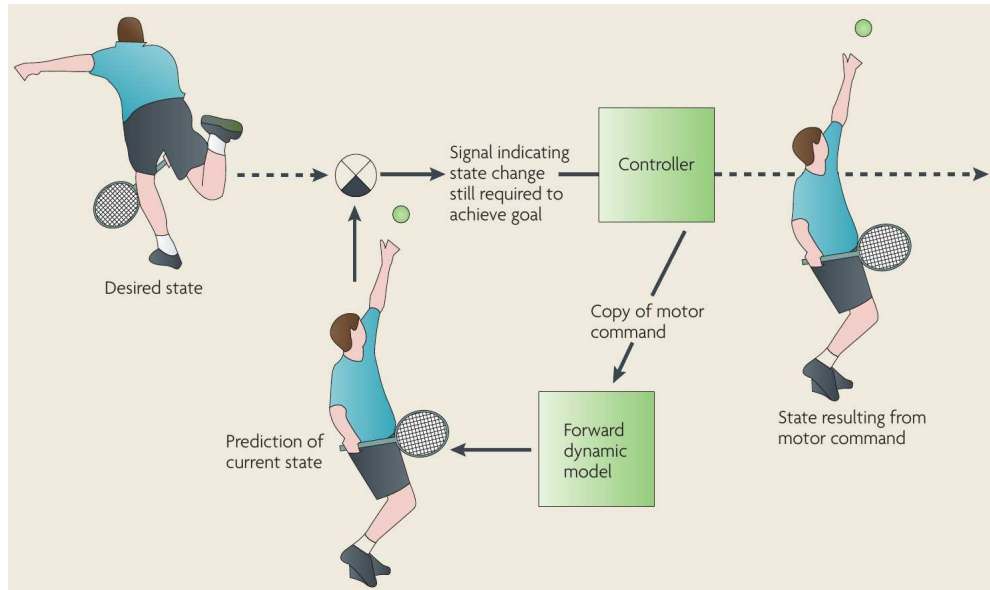 Signal indicating
state change
still required to
achieve goal
Controller
Desired state
Copy of motor
command
Forward
dynamic
model
Prediction of
current state
State resulting from
motor command